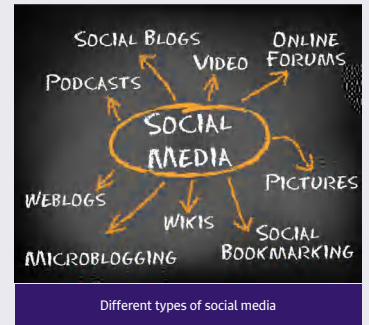 SOCIAL BLOGS
VIDEO
ONLINE
FORUMS
PODCASTS
SOCIAL
MEDIA
PICTURES
WEBLOGS
WIKIS
SOCIAL
BOOKMARKING
MICROBLOGGING
Different types of social media